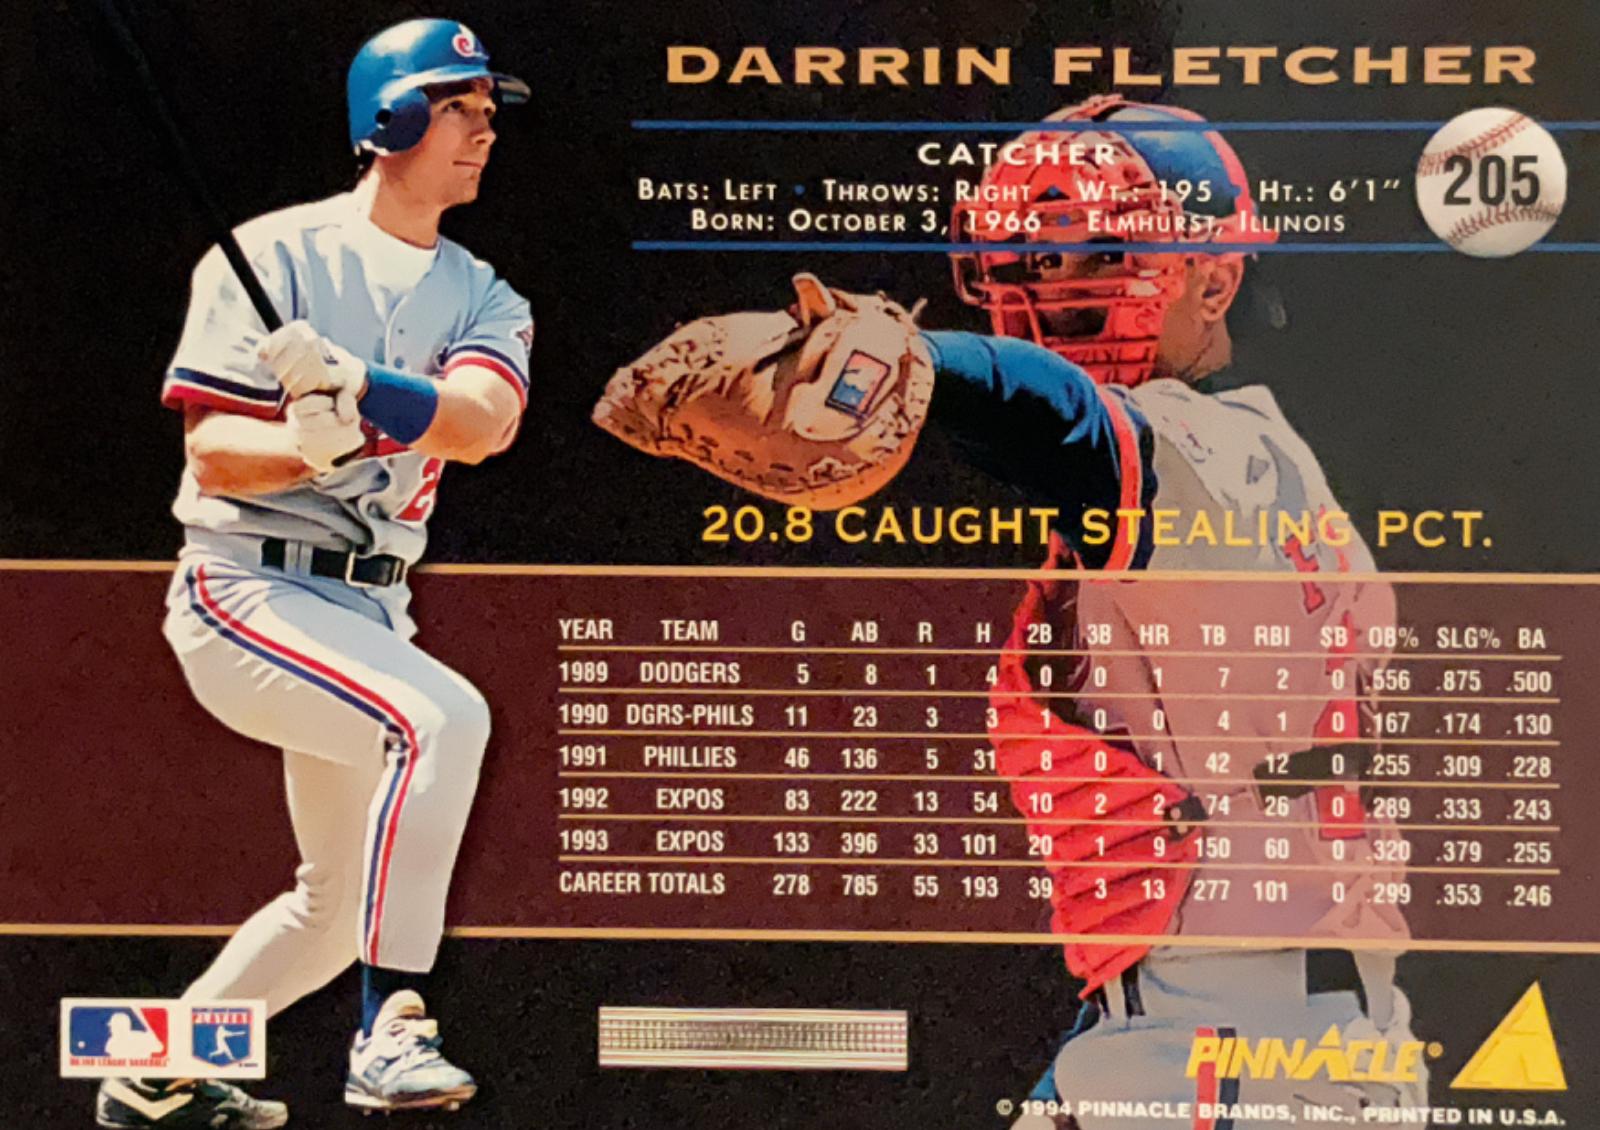 DARRIN FLETCHER
CATCHER
BATS: LEFT • THROWS: RIGHT • WT.: 195 • HT.: 6'1"
BORN: OCTOBER 3, 1966 • ELMHURST, ILLINOIS
205
20.8 CAUGHT STEALING PCT.
YEAR TEAM G AB R H 2B 3B HR TB RBI SB OB% SLG% BA
1989 DODGERS 5 8 1 4 0 0 1 7 2 0 .556 .875 .500
1990 DGRS-PHILS 11 23 3 3 1 0 0 4 1 0 .167 .174 .130
1991 PHILLIES 46 136 5 31 8 0 1 42 12 0 .255 .309 .228
1992 EXPOS 83 222 13 54 10 2 2 74 26 0 .289 .333 .243
1993 EXPOS 133 396 33 101 20 1 9 150 60 0 .320 .379 .255
CAREER TOTALS 278 785 55 193 39 3 13 277 101 0 .299 .353 .246
MAJOR LEAGUE BASEBALL
PLAYERS
PINNACLE®
© 1994 PINNACLE BRANDS, INC., PRINTED IN U.S.A.